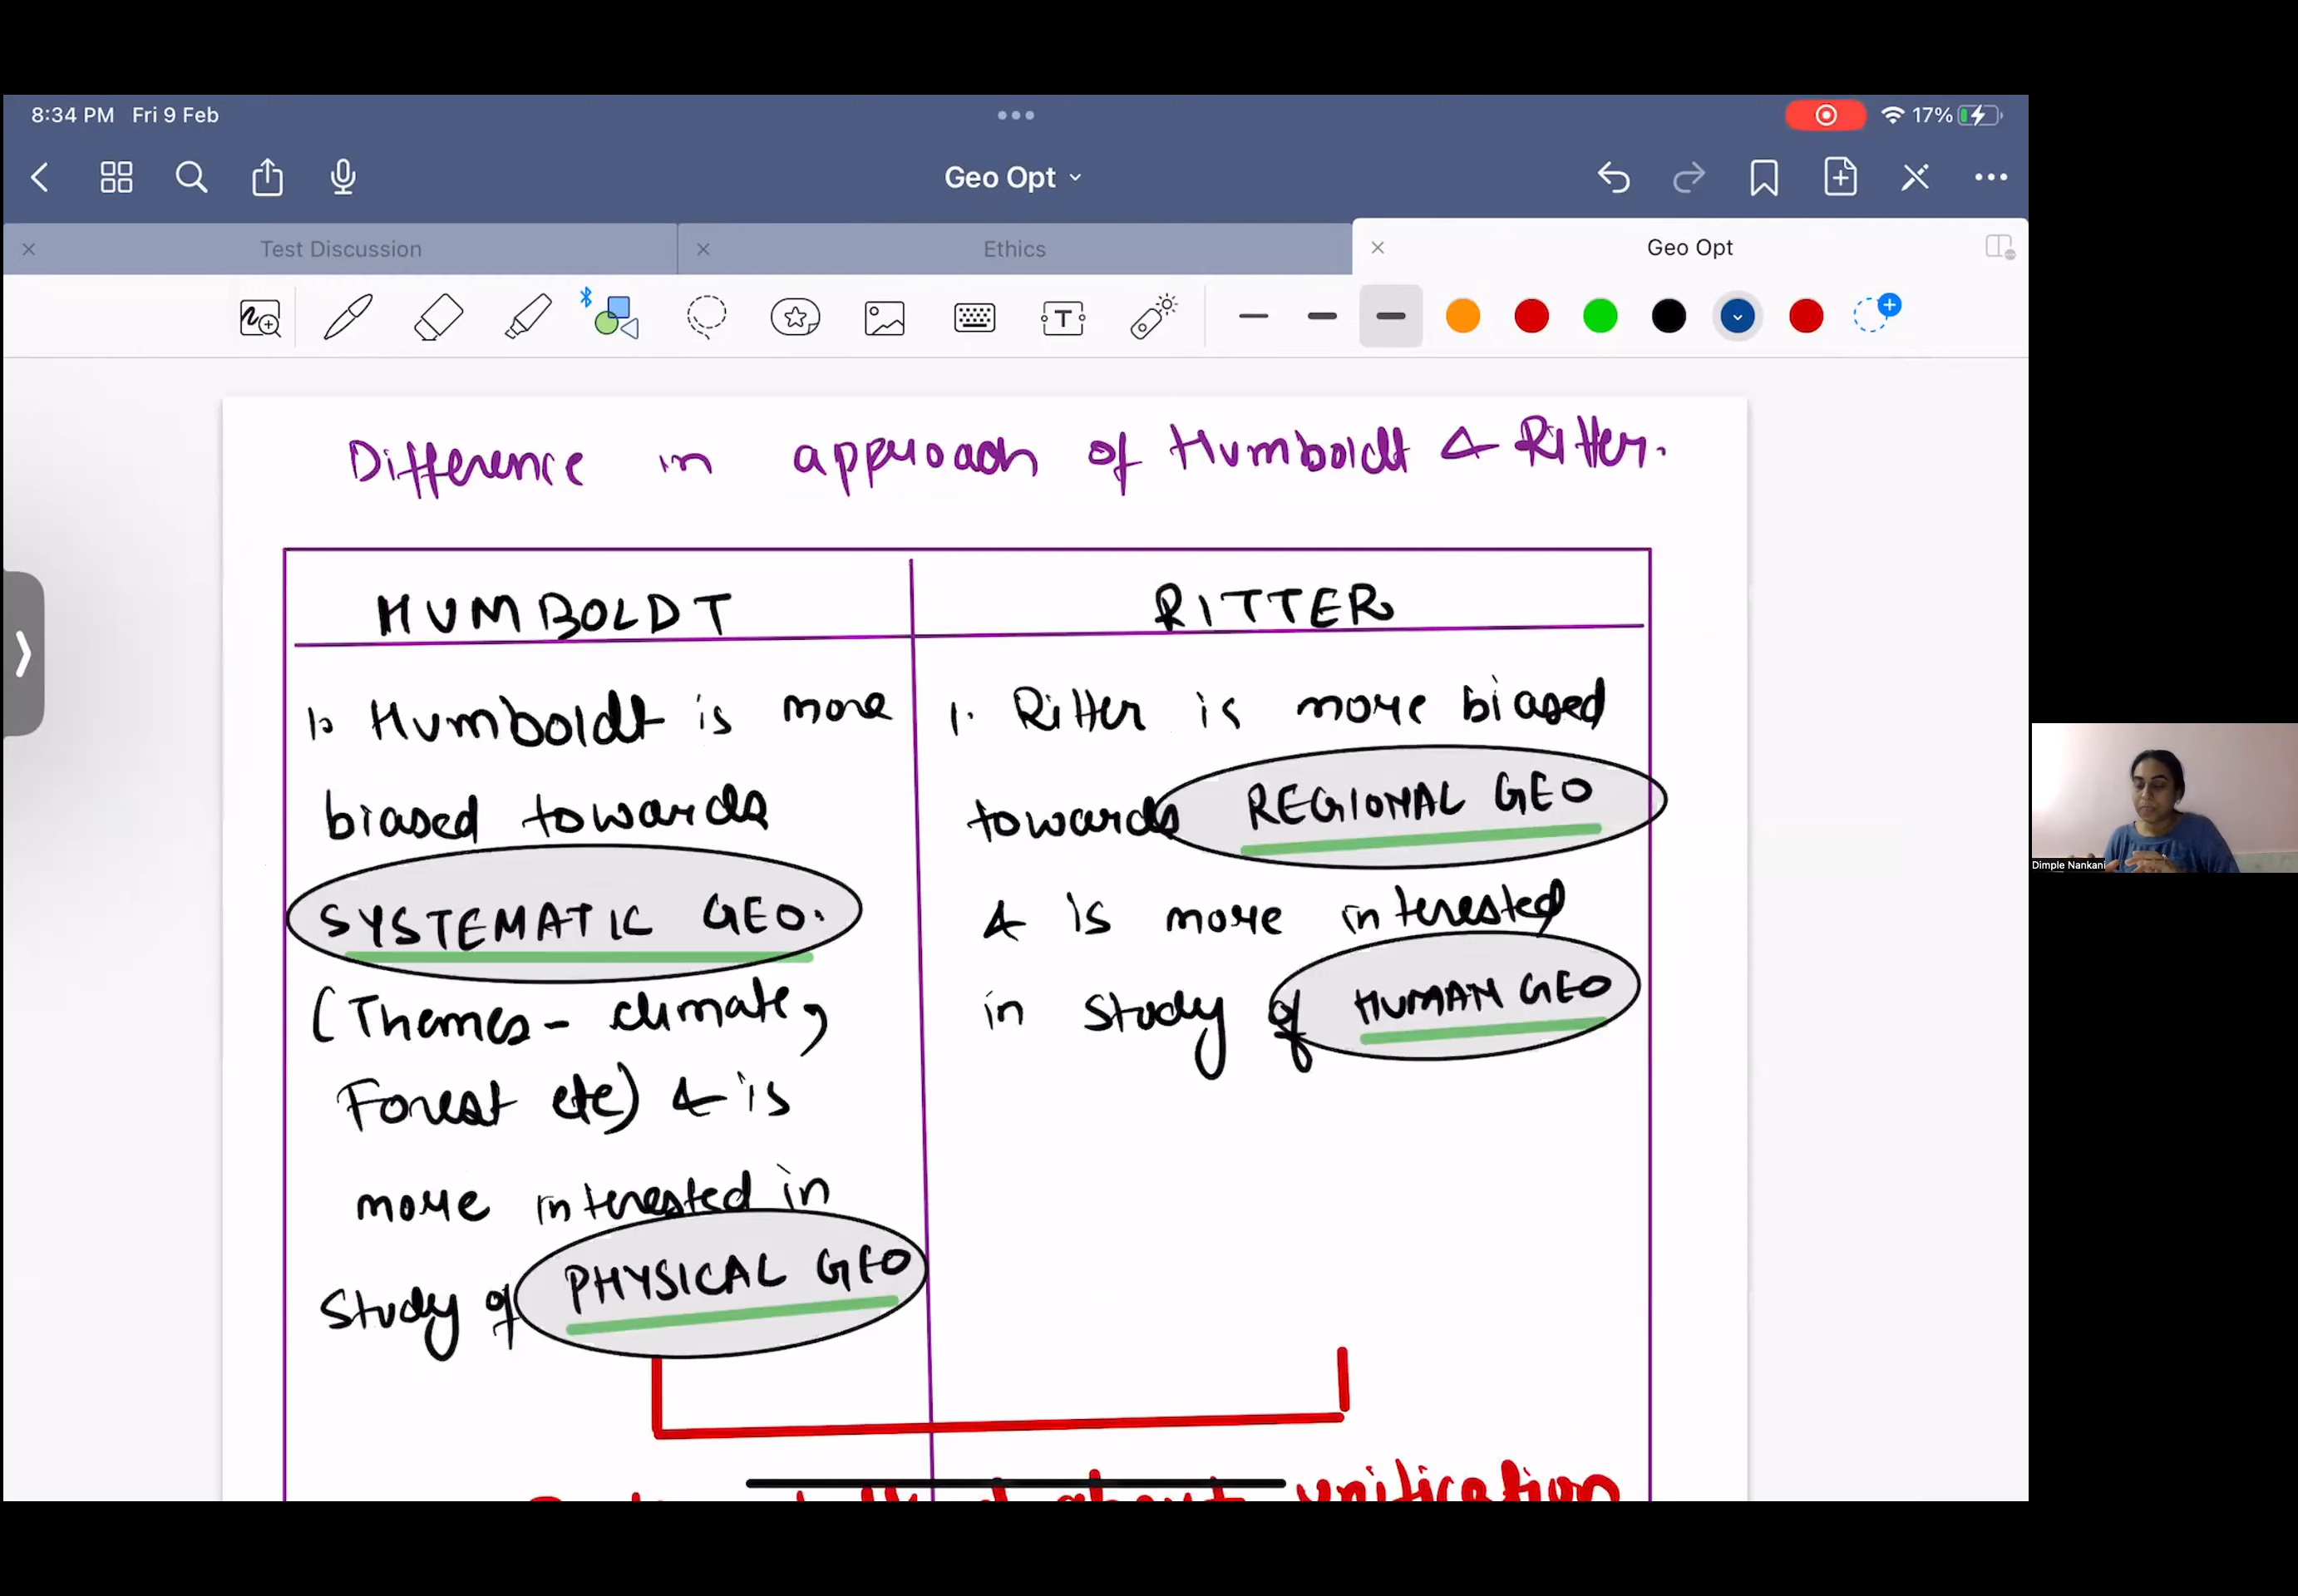 8:34 PM Fri 9 Feb
17%
Geo Opt
Test Discussion
Ethics
Geo Opt
T
Difference in approach of Humboldt & Ritter.
HUMBOLDT
1. Humboldt is more
biased towards
SYSTEMATIC GEO.
(Themes - climate,
Forest etc) & is
more interested in
study of PHYSICAL GEO
RITTER
1. Ritter is more biased
towards REGIONAL GEO
& is more interested
in study of HUMAN GEO
about unification
Dimple Nankani